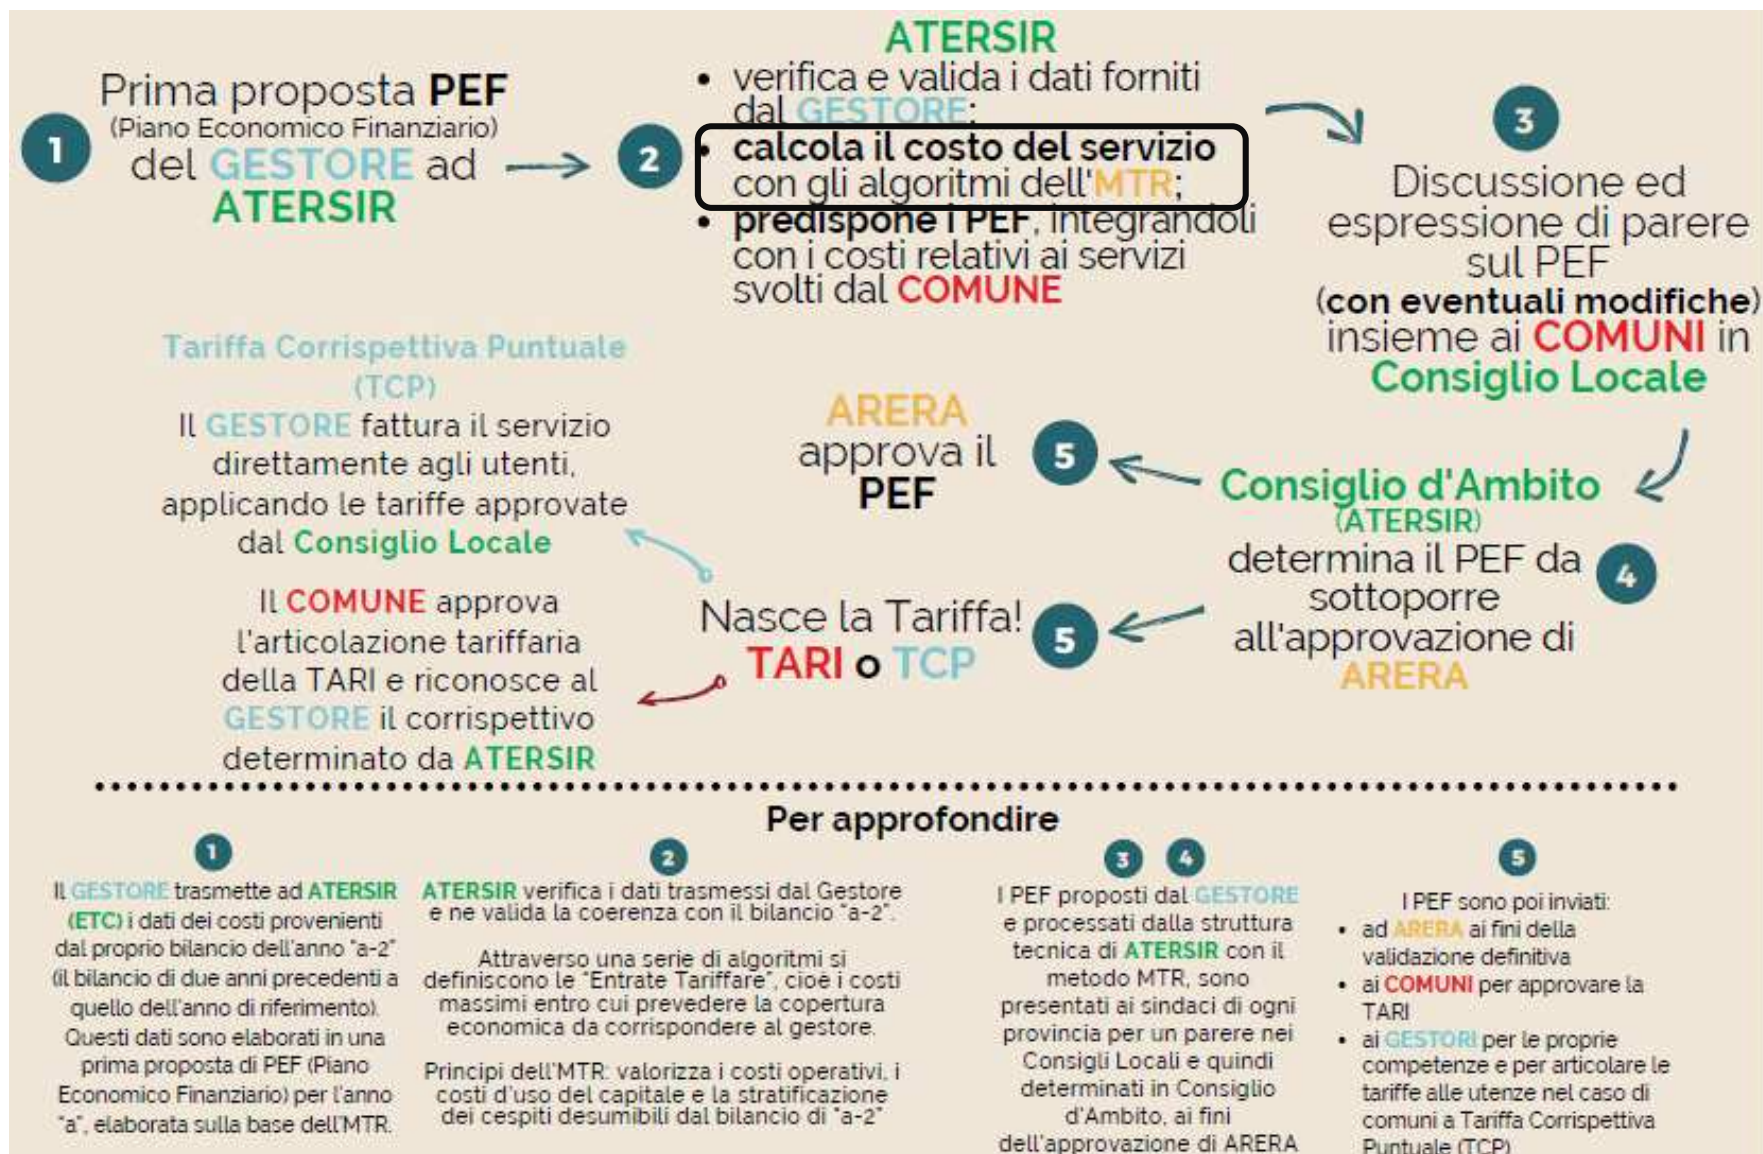 1
Prima proposta PEF
(Piano Economico Finanziario)
del GESTORE ad
ATERSIR
2
ATERSIR
• verifica e valida i dati forniti
dal GESTORE;
• calcola il costo del servizio
con gli algoritmi dell'MTR;
• predispone i PEF, integrandoli
con i costi relativi ai servizi
svolti dal COMUNE
3
Discussione ed
espressione di parere
sul PEF
(con eventuali modifiche)
insieme ai COMUNI in
Consiglio Locale
4
Consiglio d'Ambito
(ATERSIR)
determina il PEF da
sottoporre
all'approvazione di
ARERA
5
ARERA
approva il
PEF
5
Nasce la Tariffa!
TARI o TCP
Tariffa Corrispettiva Puntuale
(TCP)
Il GESTORE fattura il servizio
direttamente agli utenti,
applicando le tariffe approvate
dal Consiglio Locale
Il COMUNE approva
l'articolazione tariffaria
della TARI e riconosce al
GESTORE il corrispettivo
determinato da ATERSIR
Per approfondire
1
Il GESTORE trasmette ad ATERSIR
(ETC) i dati dei costi provenienti
dal proprio bilancio dell'anno "a-2"
(il bilancio di due anni precedenti a
quello dell'anno di riferimento).
Questi dati sono elaborati in una
prima proposta di PEF (Piano
Economico Finanziario) per l'anno
"a", elaborata sulla base dell'MTR.
2
ATERSIR verifica i dati trasmessi dal Gestore
e ne valida la coerenza con il bilancio "a-2".
Attraverso una serie di algoritmi si
definiscono le "Entrate Tariffare", cioè i costi
massimi entro cui prevedere la copertura
economica da corrispondere al gestore.
Principi dell'MTR: valorizza i costi operativi, i
costi d'uso del capitale e la stratificazione
dei cespiti desumibili dal bilancio di "a-2"
3 4
I PEF proposti dal GESTORE
e processati dalla struttura
tecnica di ATERSIR con il
metodo MTR, sono
presentati ai sindaci di ogni
provincia per un parere nei
Consigli Locali e quindi
determinati in Consiglio
d'Ambito, ai fini
dell'approvazione di ARERA
5
I PEF sono poi inviati:
• ad ARERA ai fini della
validazione definitiva
• ai COMUNI per approvare la
TARI
• ai GESTORI per le proprie
competenze e per articolare le
tariffe alle utenze nel caso di
comuni a Tariffa Corrispettiva
Puntuale (TCP)